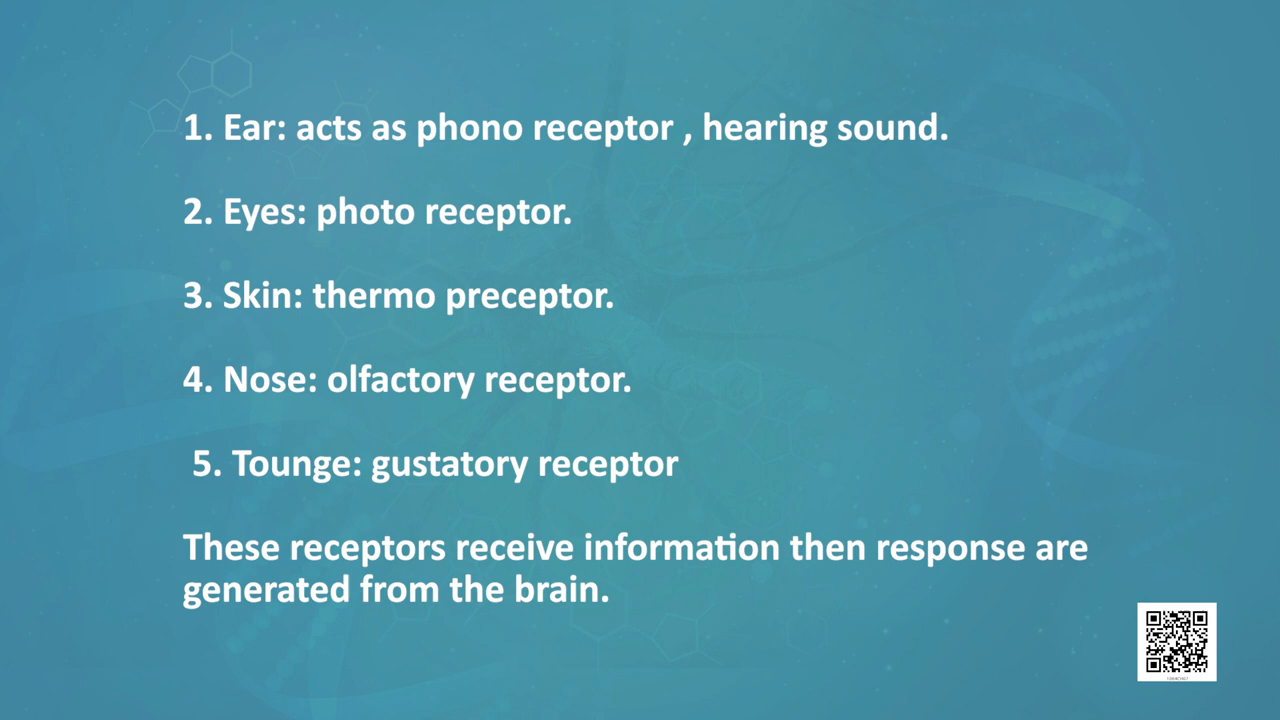 1. Ear: acts as phono receptor , hearing sound.
2. Eyes: photo receptor.
3. Skin: thermo preceptor.
4. Nose: olfactory receptor.
5. Tounge: gustatory receptor
These receptors receive information then response are
generated from the brain.